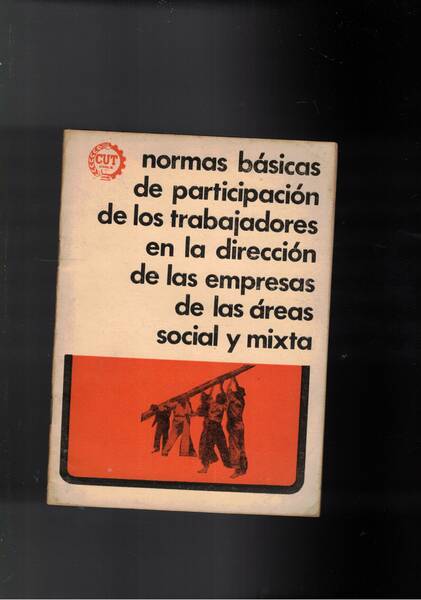 CUT
normas básicas
de participación
de los trabajadores
en la dirección
de las empresas
de las áreas
social y mixta